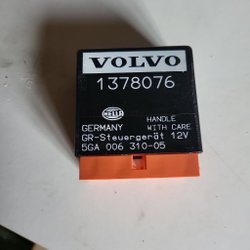 VOLVO
1378076
HELLA
GERMANY HANDLE WITH CARE
GR-Steuergerät 12V
5GA 006 310-05